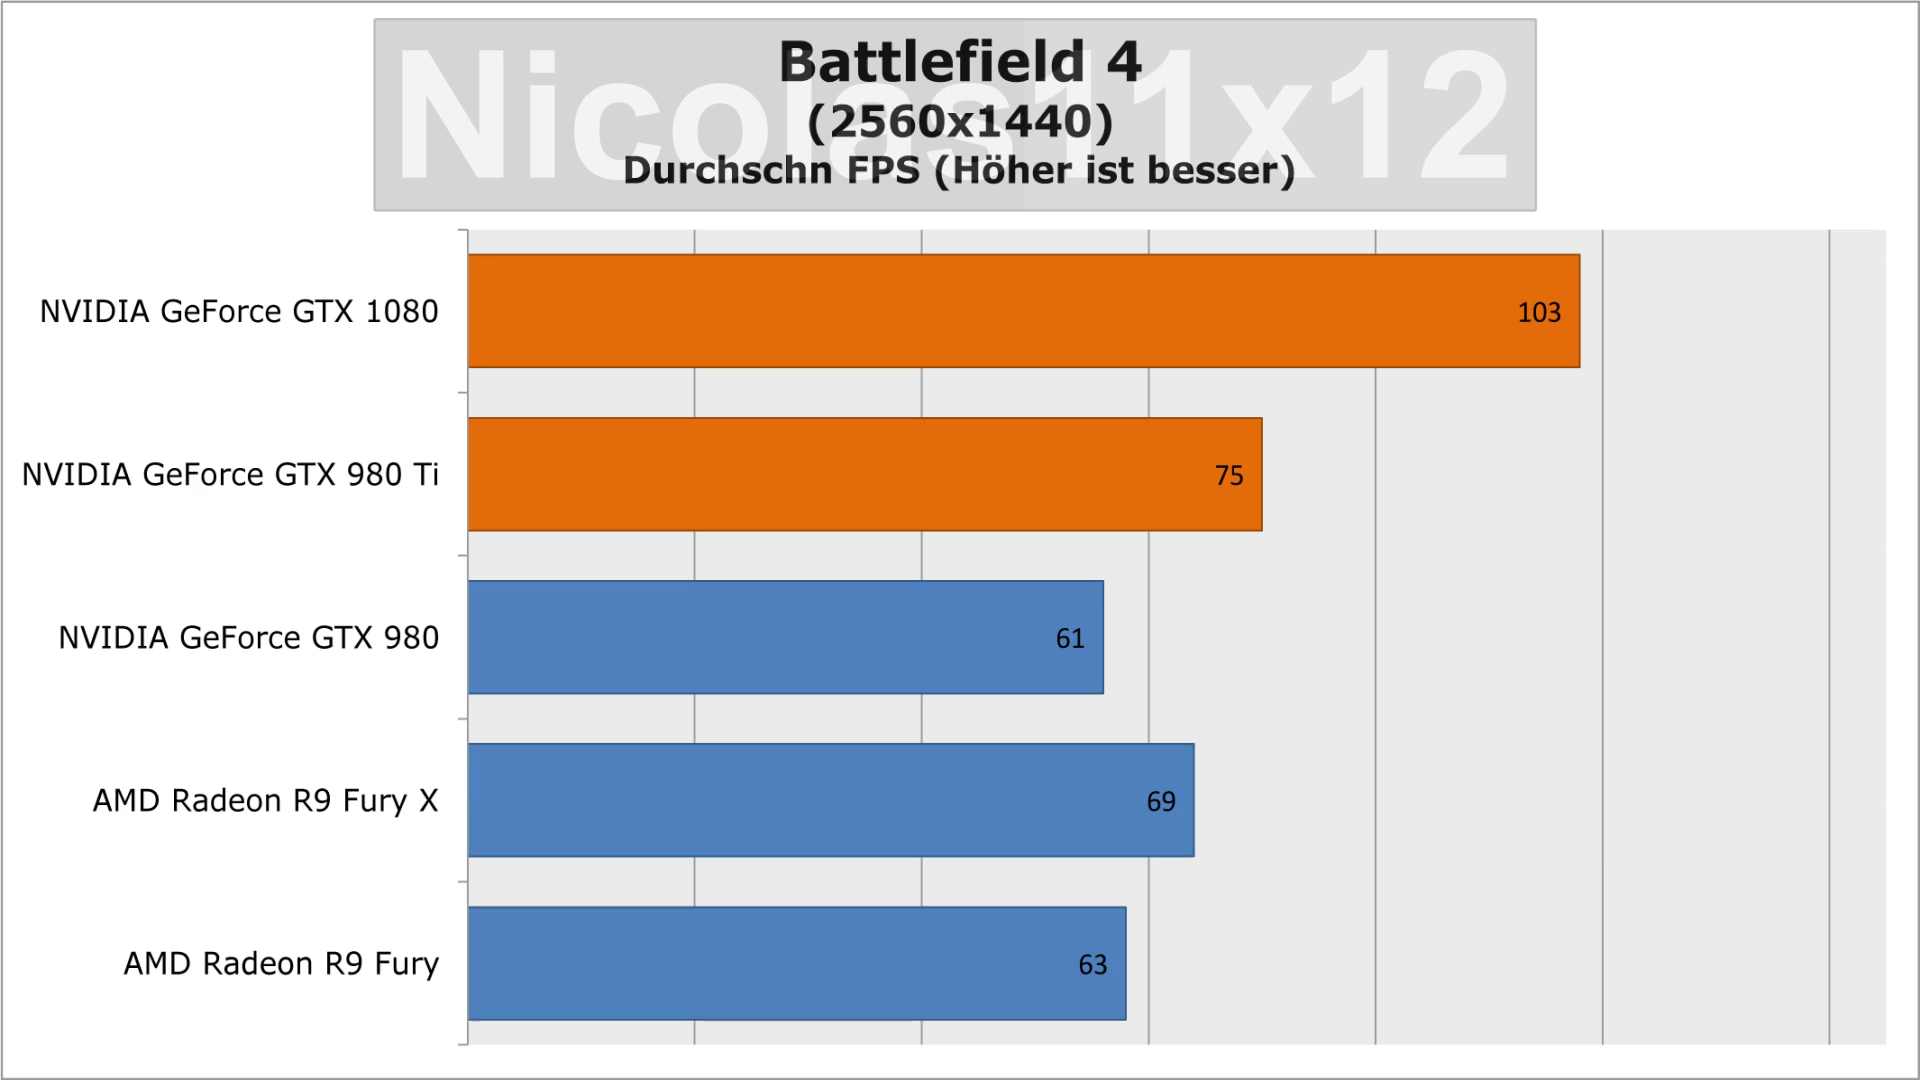 Nicolas11x12
Battlefield 4
(2560x1440)
Durchschn FPS (Höher ist besser)
NVIDIA GeForce GTX 1080
103
NVIDIA GeForce GTX 980 Ti
75
NVIDIA GeForce GTX 980
61
AMD Radeon R9 Fury X
69
AMD Radeon R9 Fury
63